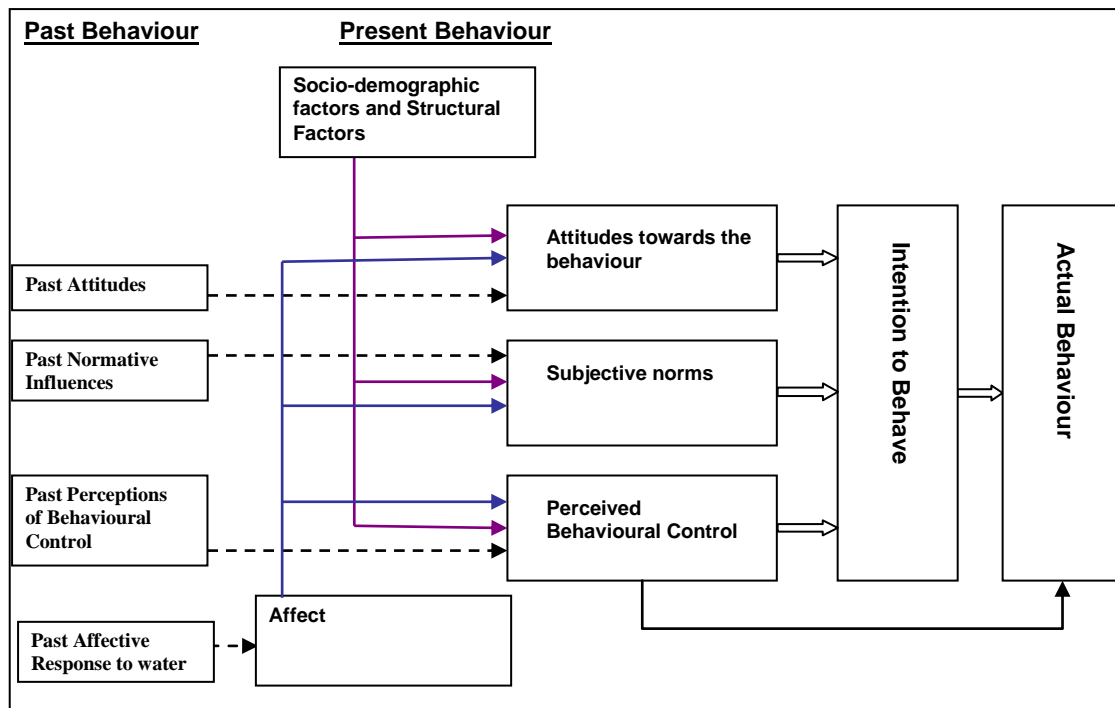 Past Behaviour
Present Behaviour
Socio-demographic
factors and Structural
Factors
Attitudes towards the
behaviour
Past Attitudes
Past Normative
Influences
Subjective norms
Past Perceptions
of Behavioural
Control
Perceived
Behavioural Control
Affect
Past Affective
Response to water
Intention to Behave
Actual Behaviour